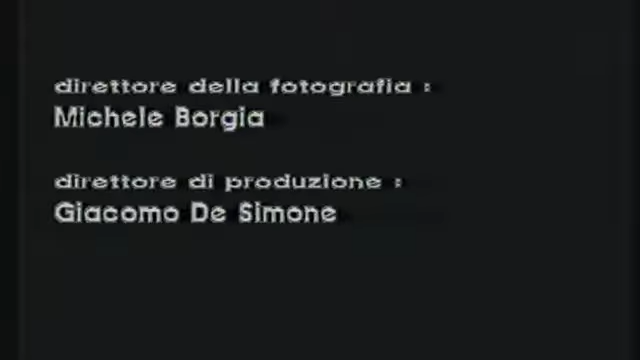 direttore della fotografia :
Michele Borgia
direttore di produzione :
Giacomo De Simone